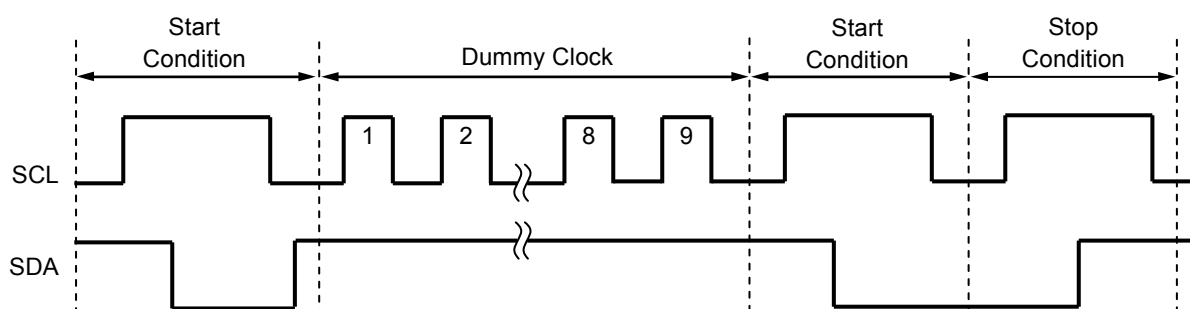 Start
Condition
Dummy Clock
Start
Condition
Stop
Condition
SCL
1
2
8
9
SDA